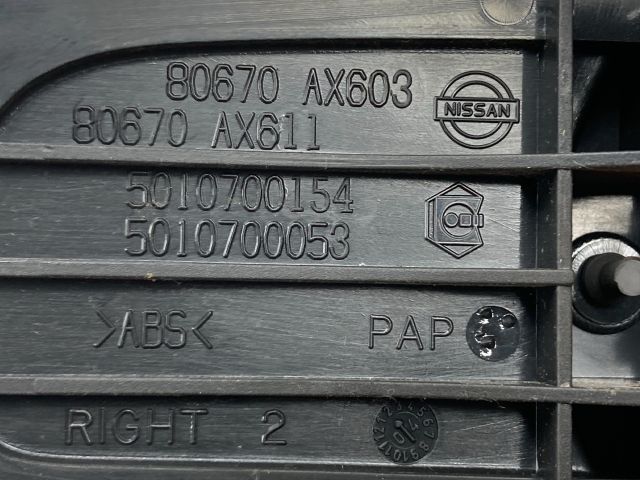 80670 AX603
NISSAN
80670 AX611
5010700154
5010700053
>ABS<
PAP
RIGHT 2